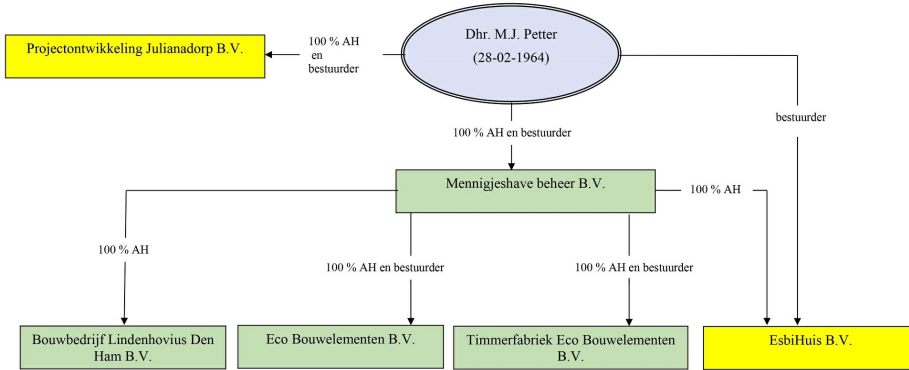 Projectontwikkeling Julianadorp B.V.
100 % AH
en
bestuurder
Dhr. M.J. Petter
(28-02-1964)
bestuurder
100 % AH en bestuurder
Mennigjeshave beheer B.V.
100 % AH
100 % AH
100 % AH en bestuurder
100 % AH en bestuurder
Bouwbedrijf Lindenhovius Den
Ham B.V.
Eco Bouwelementen B.V.
Timmerfabriek Eco Bouwelementen
B.V.
EsbiHuis B.V.